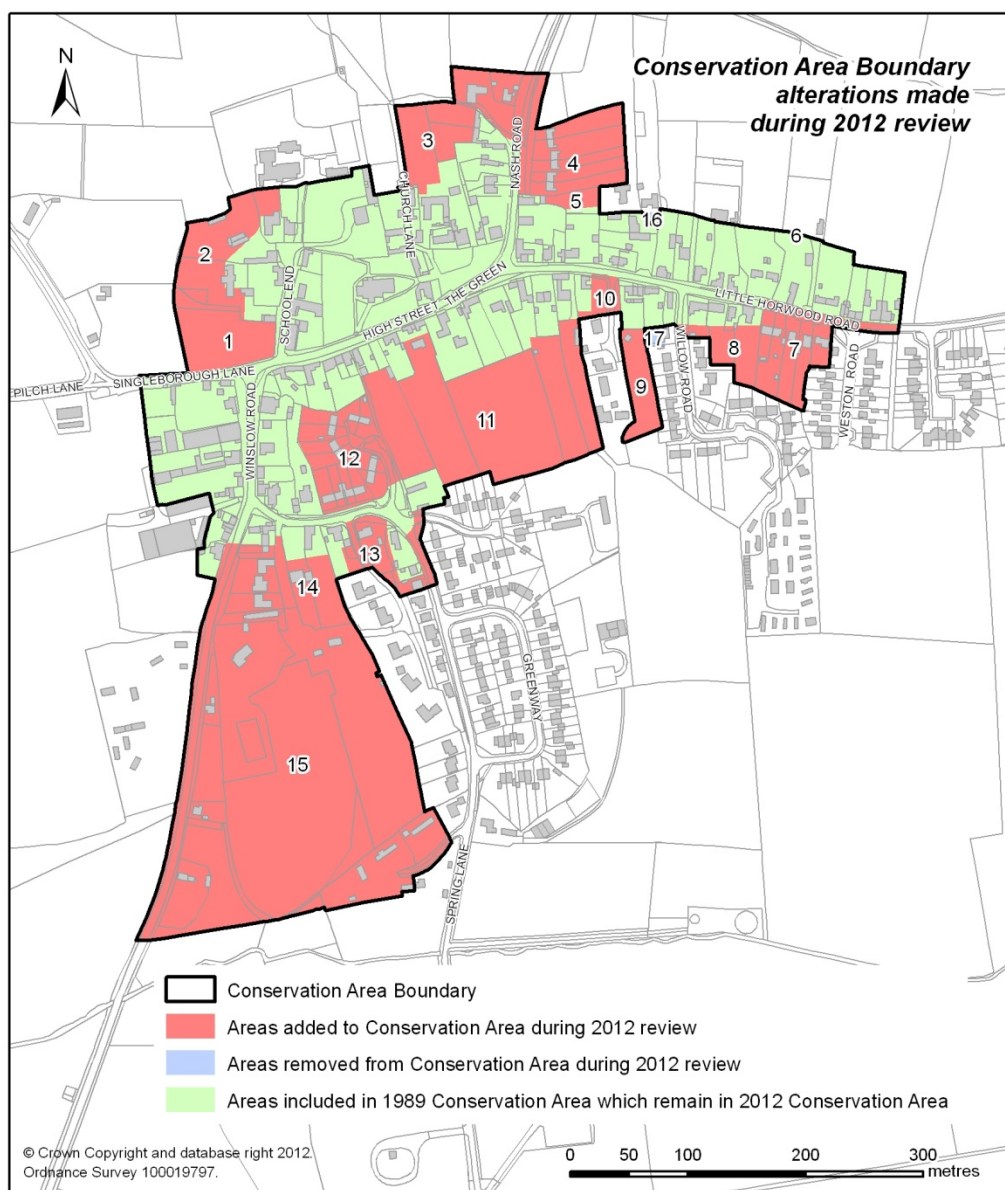 Conservation Area Boundary
alterations made
during 2012 review
N
3
NASH ROAD
4
5
CHURCH LANE
16
6
2
SCHOOL END
HIGH STREET
THE GREEN
10
LITTLE HORWOOD ROAD
1
17
WILLOW ROAD
8
7
WESTON ROAD
PILCH LANE
SINGLEBOROUGH LANE
9
WINSLOW ROAD
11
12
13
14
GREENWAY
15
SPRING LANE
Conservation Area Boundary
Areas added to Conservation Area during 2012 review
Areas removed from Conservation Area during 2012 review
Areas included in 1989 Conservation Area which remain in 2012 Conservation Area
© Crown Copyright and database right 2012.
Ordnance Survey 100019797.
0 50 100 200 300
metres